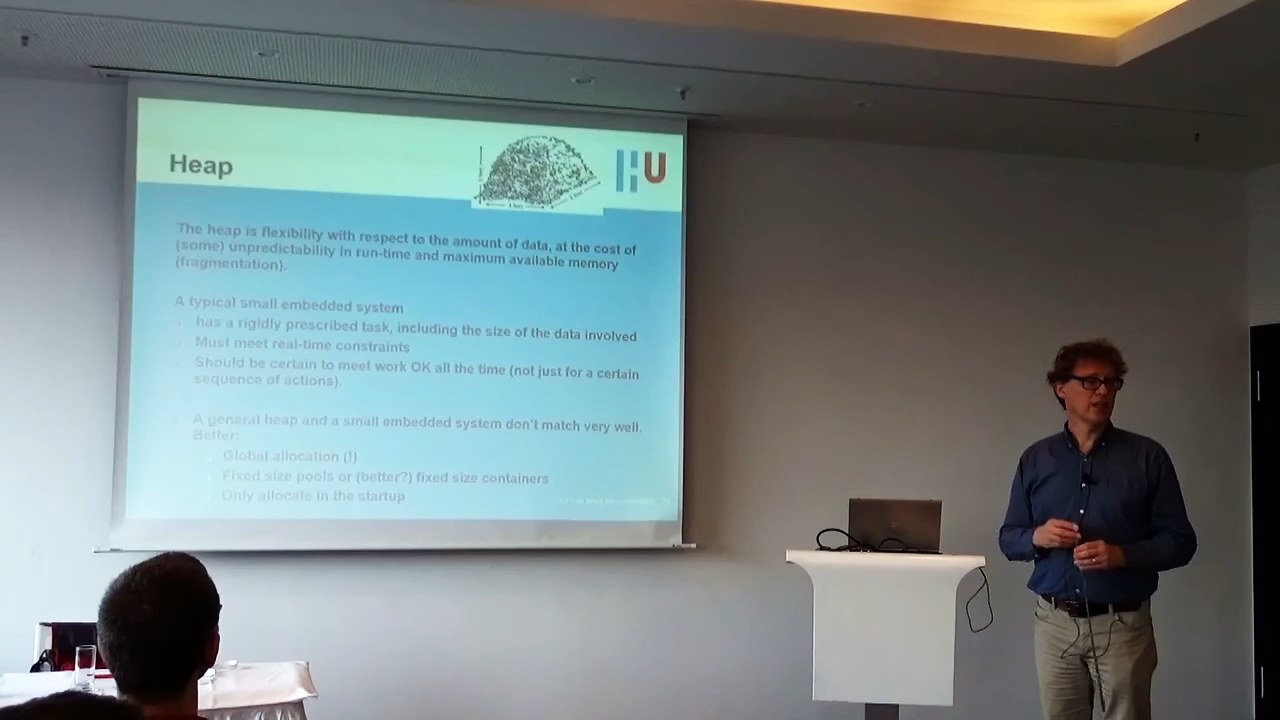 Heap
HU
The heap is flexibility with respect to the amount of data, at the cost of
(some) unpredictability in run-time and maximum available memory
(fragmentation).
A typical small embedded system
has a rigidly prescribed task, including the size of the data involved
Must meet real-time constraints
Should be certain to meet work OK all the time (not just for a certain
sequence of actions).
A general heap and a small embedded system don't match very well.
Better:
Global allocation (!)
Fixed size pools or (better?) fixed size containers
Only allocate in the startup